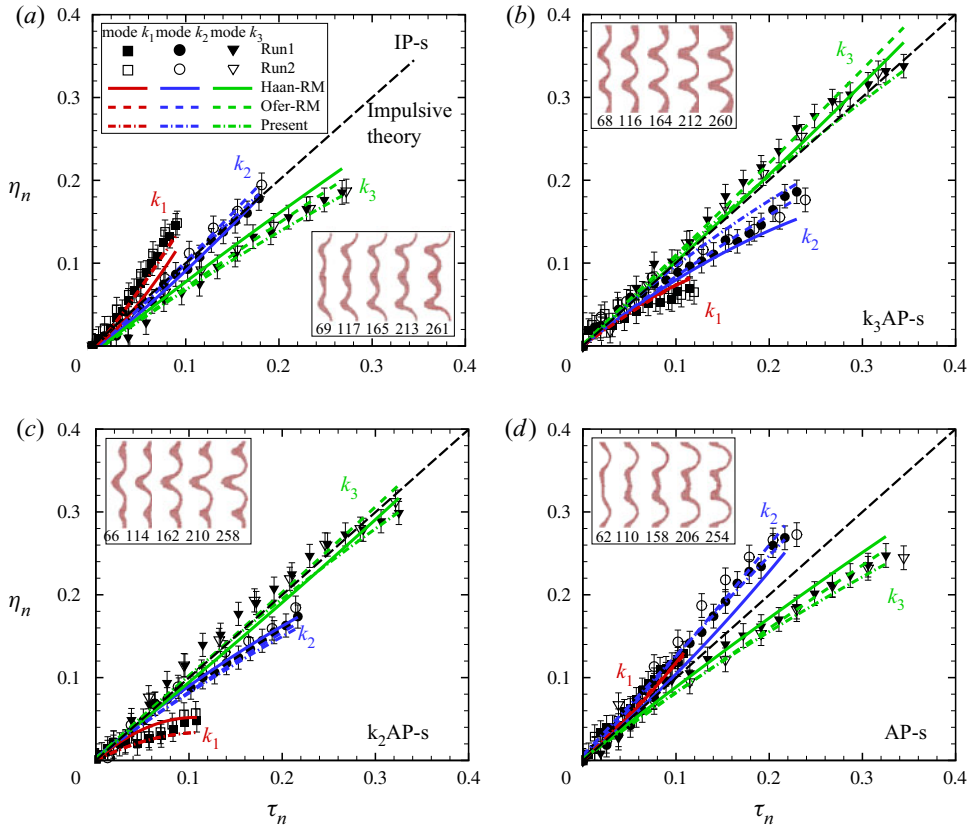 (a)
mode k1 mode k2 mode k3
Run1
Run2
Haan-RM
Ofer-RM
Present
IP-s
Impulsive
theory
k1
k2
k3
69 117 165 213 261
0.4
0.3
0.2
0.1
ηn
0 0.1 0.2 0.3 0.4
(b)
68 116 164 212 260
k3
k2
k1
k3AP-s
0.4
0.3
0.2
0.1
0 0.1 0.2 0.3 0.4
(c)
66 114 162 210 258
k3
k2
k1
k2AP-s
0.4
0.3
0.2
0.1
ηn
0 0.1 0.2 0.3 0.4
τn
(d)
62 110 158 206 254
k2
k1
k3
AP-s
0.4
0.3
0.2
0.1
0 0.1 0.2 0.3 0.4
τn